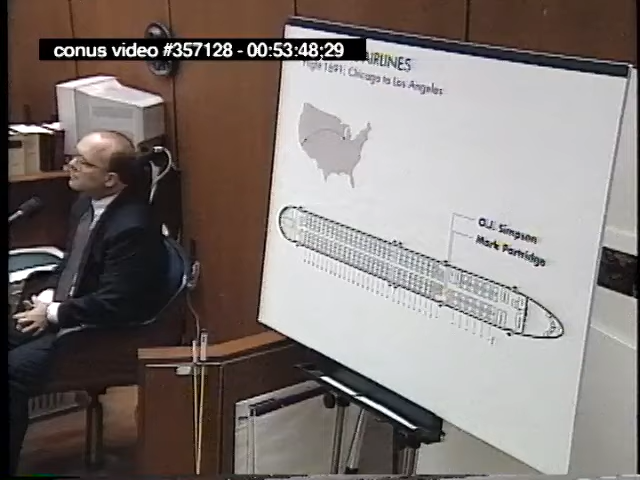 conus video #357128 - 00:53:48:29
AIRLINES
Flight 1691: Chicago to Los Angeles
O.J. Simpson
Mark Partridge